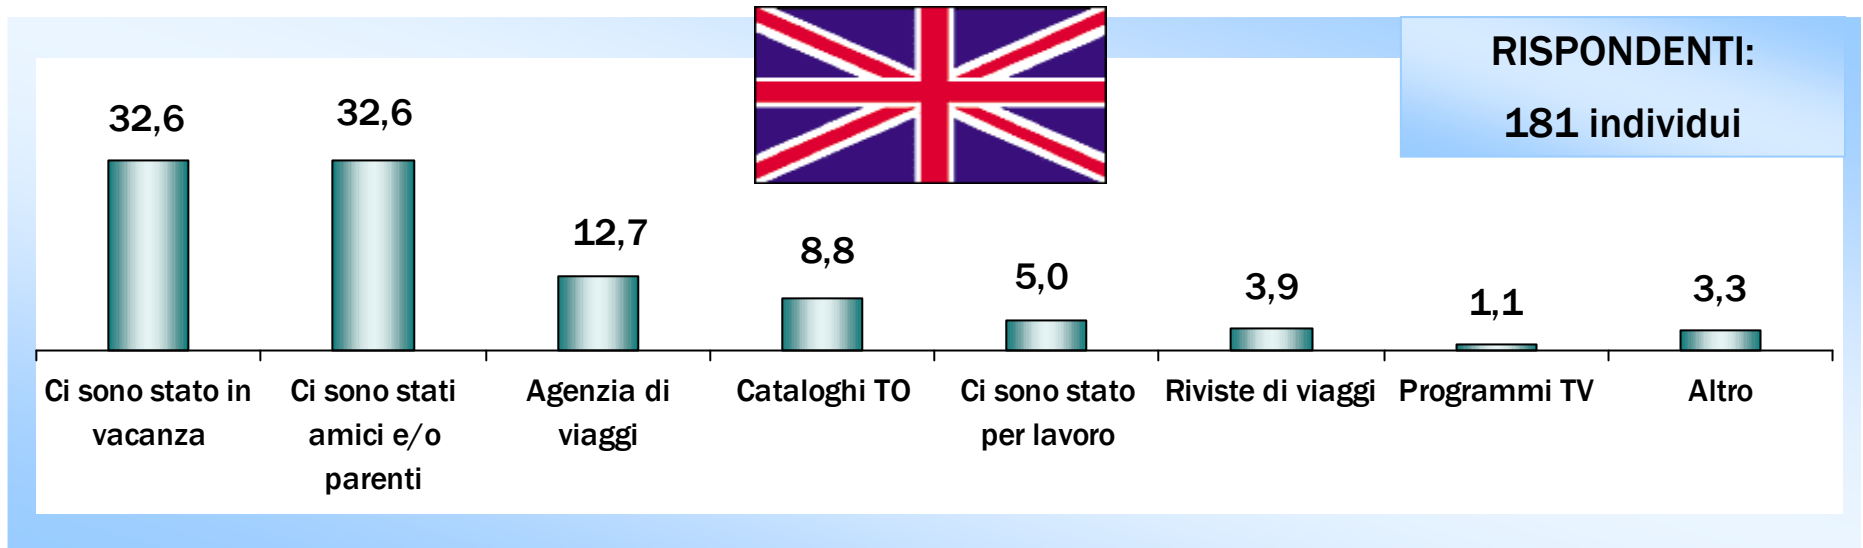 RISPONDENTI:
181 individui
32,6
32,6
12,7
8,8
5,0
3,9
1,1
3,3
Ci sono stato in
vacanza
Ci sono stati
amici e/o
parenti
Agenzia di
viaggi
Cataloghi TO
Ci sono stato
per lavoro
Riviste di viaggi
Programmi TV
Altro